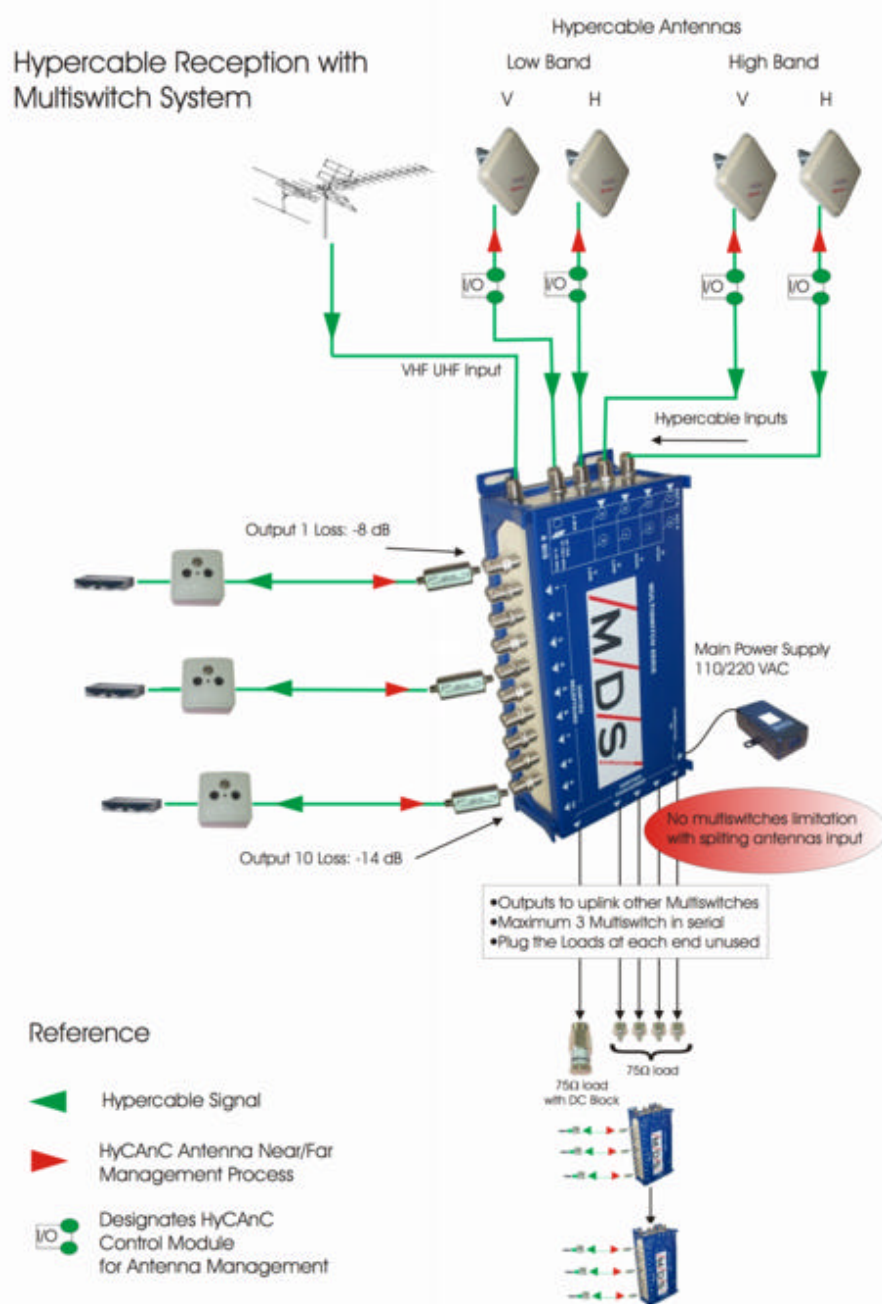 Hypercable Reception with
Multiswitch System
Hypercable Antennas
Low Band
High Band
V
H
V
H
I/O
I/O
I/O
I/O
VHF UHF Input
Hypercable Inputs
Output 1 Loss: -8 dB
M/D/S
Main Power Supply
110/220 VAC
No multiswitches limitation
with spliting antennas input
Output 10 Loss: -14 dB
•Outputs to uplink other Multiswitches
•Maximum 3 Multiswitch in serial
•Plug the Loads at each end unused
75Ω load
with DC Block
75Ω load
Reference
Hypercable Signal
HyCAnC Antenna Near/Far
Management Process
I/O
Designates HyCAnC
Control Module
for Antenna Management
MDS
MDS